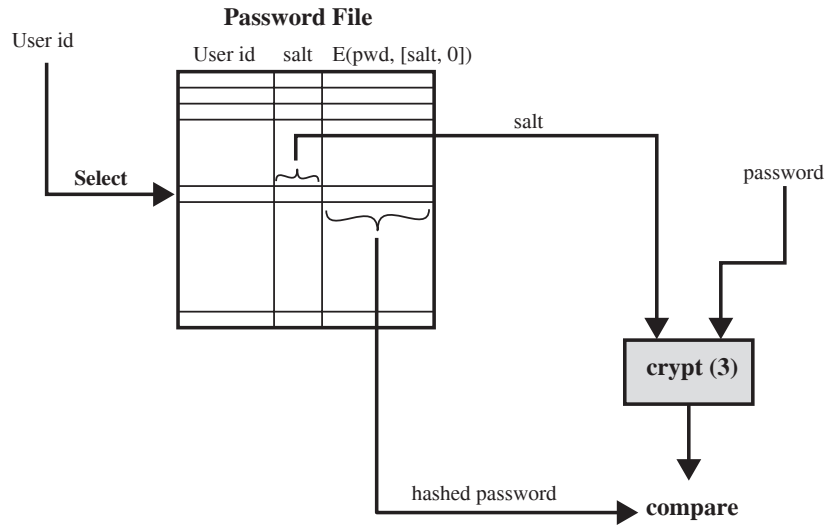 Password File
User id
User id salt E(pwd, [salt, 0])
salt
Select
password
crypt (3)
hashed password
compare